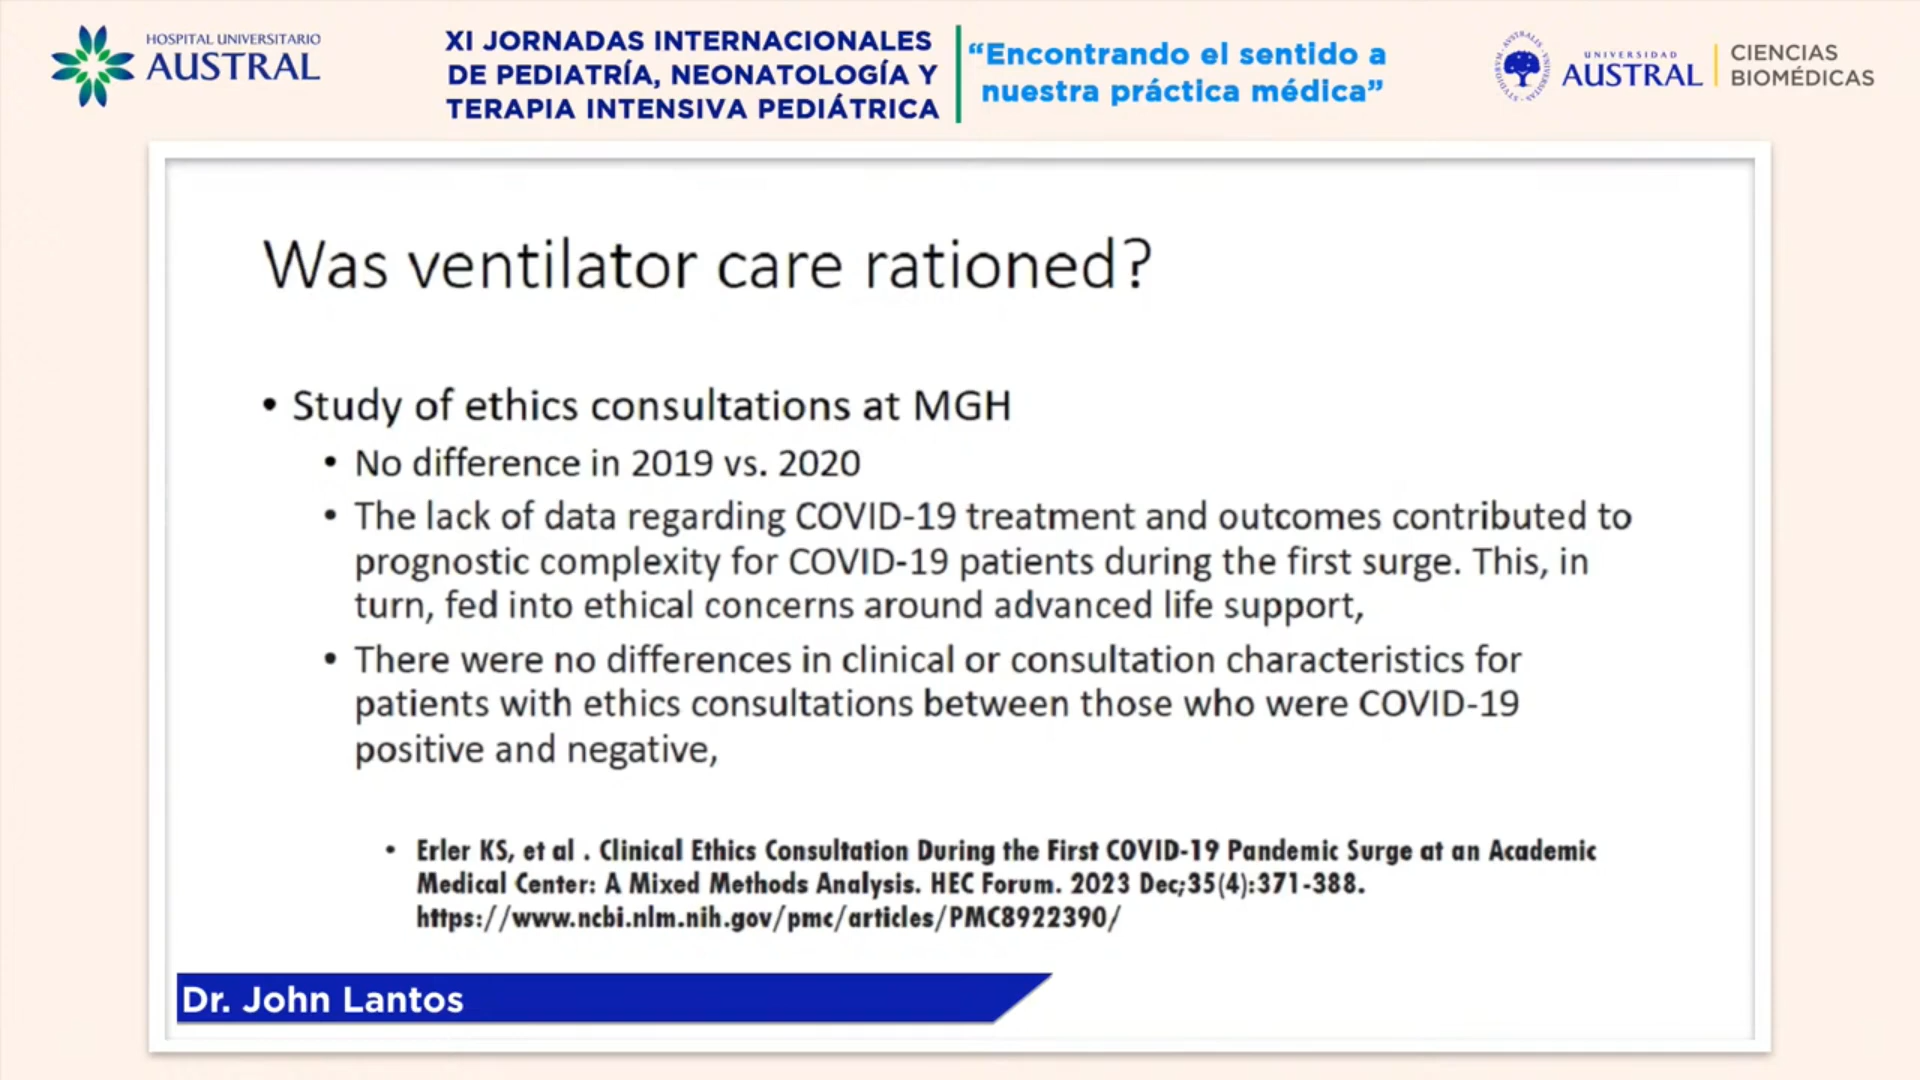 HOSPITAL UNIVERSITARIO
AUSTRAL
XI JORNADAS INTERNACIONALES
DE PEDIATRÍA, NEONATOLOGÍA Y
TERAPIA INTENSIVA PEDIÁTRICA
“Encontrando el sentido a
nuestra práctica médica”
UNIVERSIDAD
AUSTRAL
CIENCIAS
BIOMÉDICAS
Was ventilator care rationed?
• Study of ethics consultations at MGH
• No difference in 2019 vs. 2020
• The lack of data regarding COVID-19 treatment and outcomes contributed to
prognostic complexity for COVID-19 patients during the first surge. This, in
turn, fed into ethical concerns around advanced life support,
• There were no differences in clinical or consultation characteristics for
patients with ethics consultations between those who were COVID-19
positive and negative,
• Erler KS, et al . Clinical Ethics Consultation During the First COVID-19 Pandemic Surge at an Academic
Medical Center: A Mixed Methods Analysis. HEC Forum. 2023 Dec;35(4):371-388.
https://www.ncbi.nlm.nih.gov/pmc/articles/PMC8922390/
Dr. John Lantos